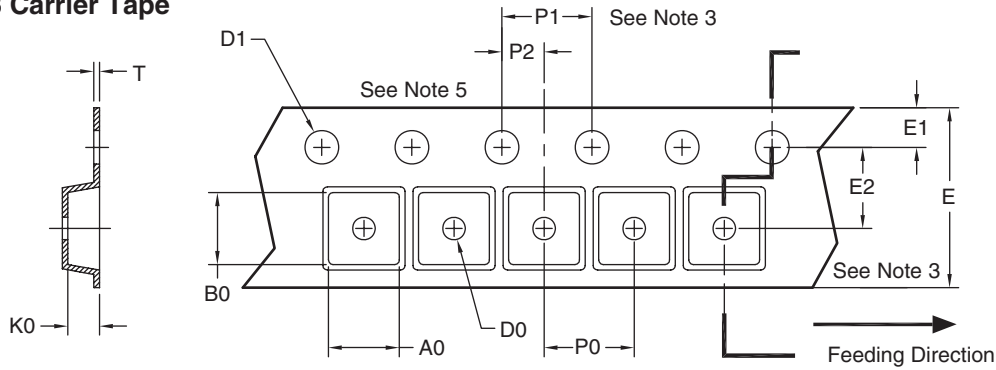 Carrier Tape
P1
See Note 3
D1
P2
T
See Note 5
E1
E2
E
B0
See Note 3
K0
A0
D0
P0
Feeding Direction